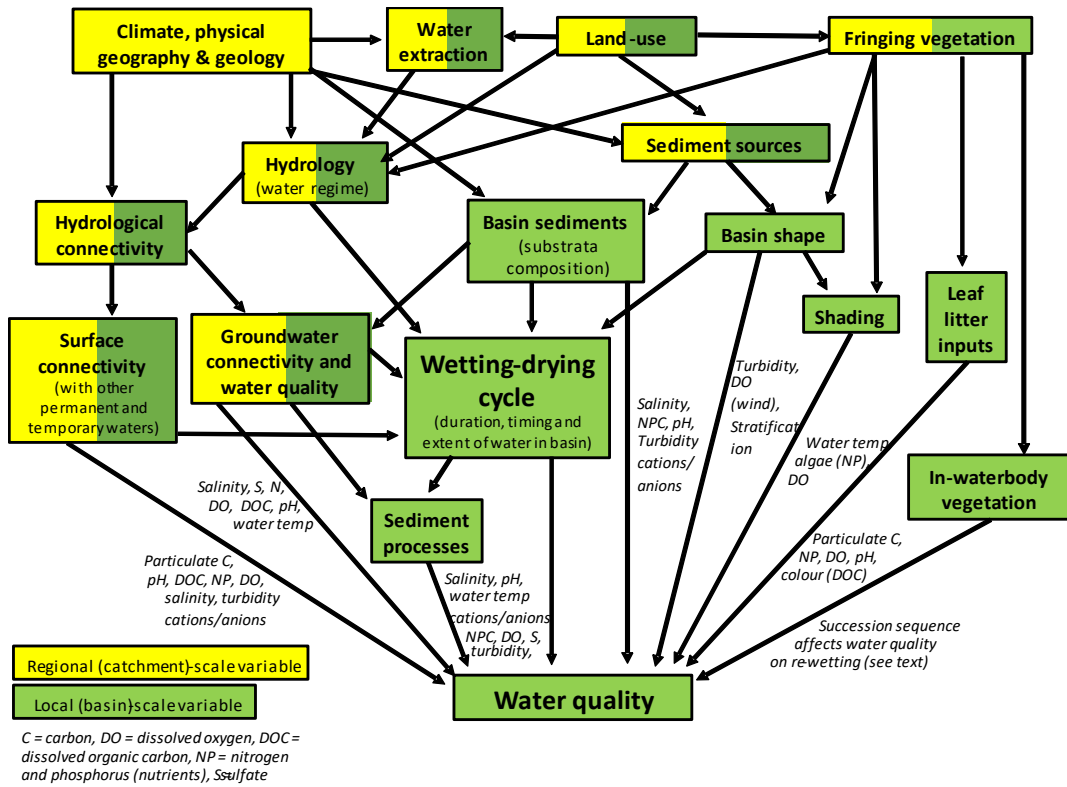 Climate, physical
geography & geology
Water
extraction
Land-use
Fringing vegetation
Sediment sources
Hydrology
(water regime)
Hydrological
connectivity
Basin sediments
(substrata
composition)
Basin shape
Shading
Leaf
litter
inputs
Surface
connectivity
(with other
permanent and
temporary waters)
Groundwater
connectivity and
water quality
Wetting-drying
cycle
(duration, timing and
extent of water in basin)
Salinity,
NPC, pH,
Turbidity
cations/
anions
Turbidity,
DO
(wind),
Stratificat
ion
Water temp
algae (NP),
DO
In-waterbody
vegetation
Salinity, S, N,
DO, DOC, pH,
water temp
Sediment
processes
Particulate C,
pH, DOC, NP, DO,
salinity, turbidity
cations/anions
Salinity, pH,
water temp
cations/anions
NPC, DO, S,
turbidity,
Particulate C,
NP, DO, pH,
colour (DOC)
Succession sequence
affects water quality
on re-wetting (see text)
Water quality
Regional (catchment)-scale variable
Local (basin)-scale variable
C = carbon, DO = dissolved oxygen, DOC =
dissolved organic carbon, NP = nitrogen
and phosphorus (nutrients), S=sulfate